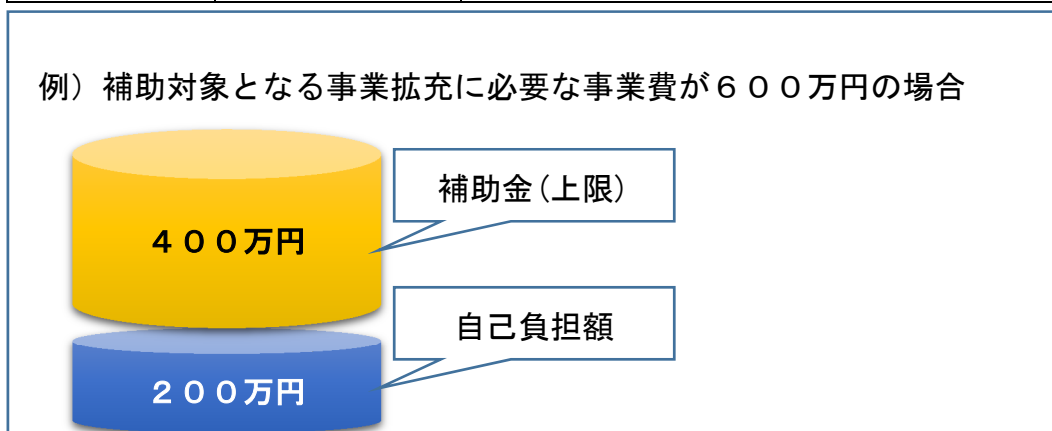 例）補助対象となる事業拡充に必要な事業費が６００万円の場合
補助金（上限）
４００万円
自己負担額
２００万円